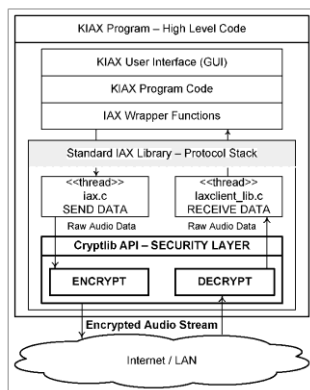 KIAX Program – High Level Code
KIAX User Interface (GUI)
KIAX Program Code
IAX Wrapper Functions
Standard IAX Library – Protocol Stack
<<thread>> <<thread>>
iax.c Iaxclient_lib.c
SEND DATA RECEIVE DATA
Raw Audio Data Raw Audio Data
Cryptlib API – SECURITY LAYER
ENCRYPT DECRYPT
Encrypted Audio Stream
Internet / LAN